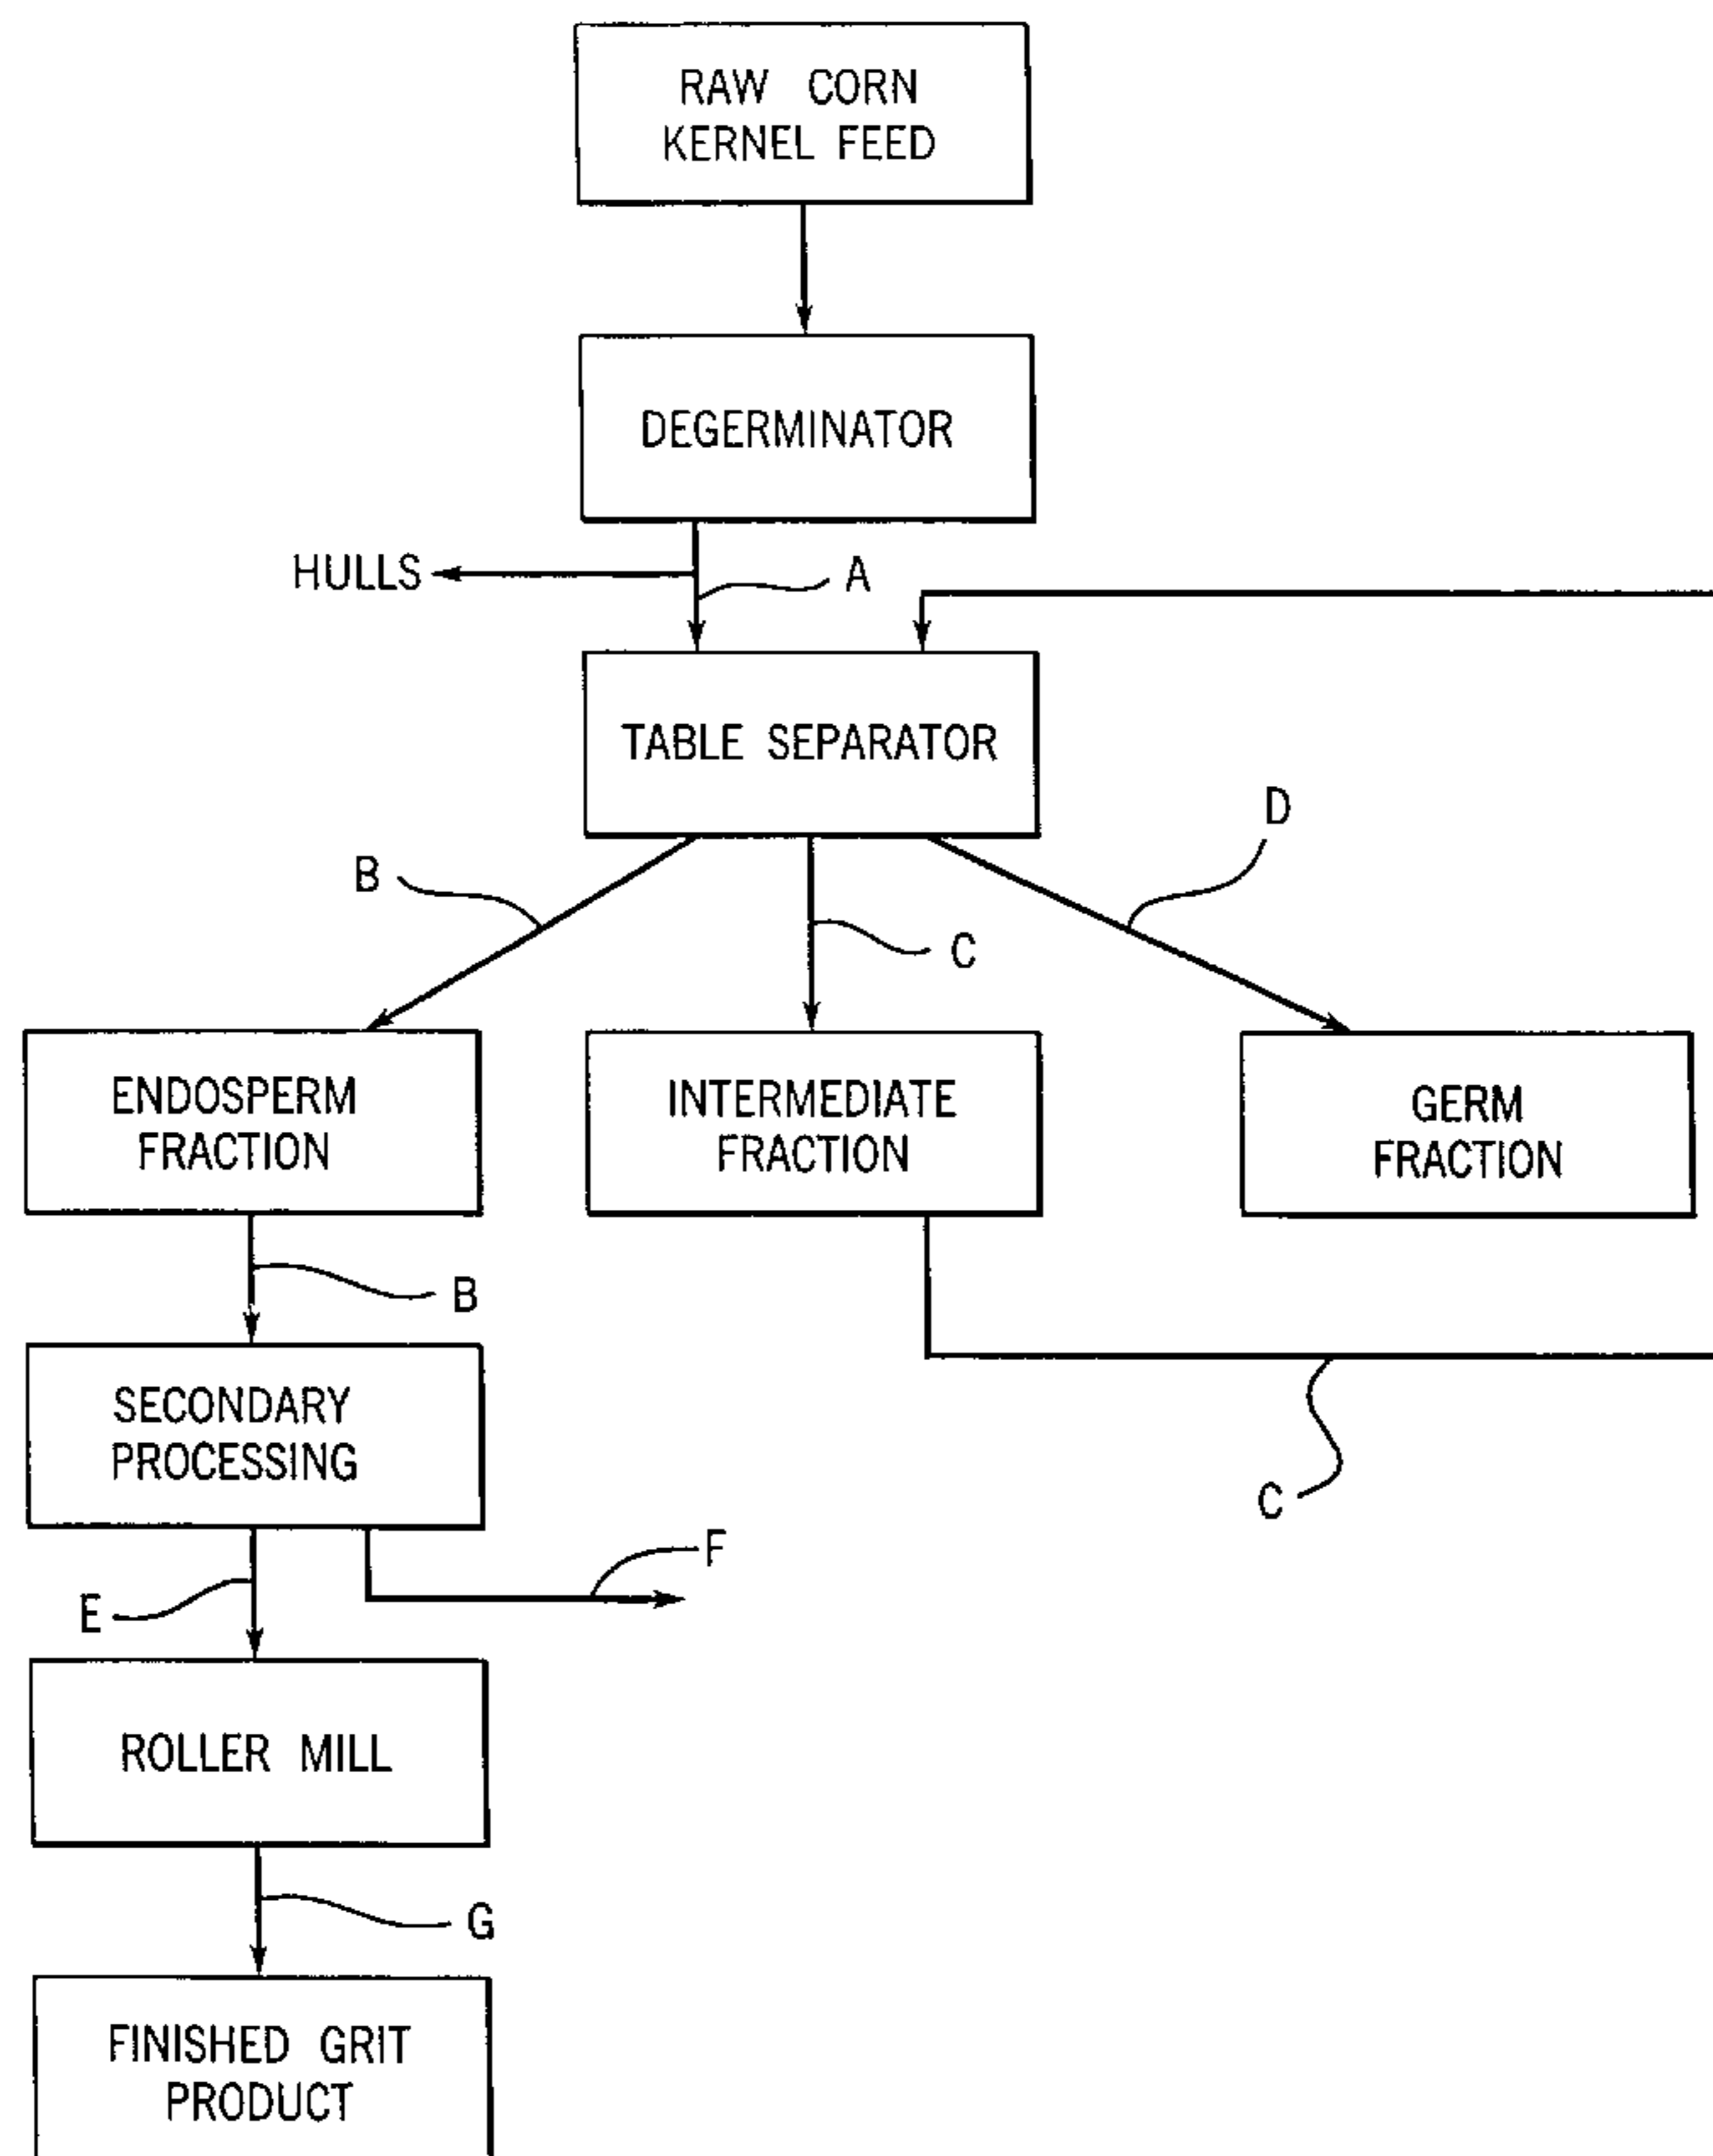 RAW CORN
KERNEL FEED
DEGERMINATOR
HULLS
A
TABLE SEPARATOR
D
B
C
ENDOSPERM
FRACTION
INTERMEDIATE
FRACTION
GERM
FRACTION
B
SECONDARY
PROCESSING
C
F
E
ROLLER MILL
G
FINISHED GRIT
PRODUCT